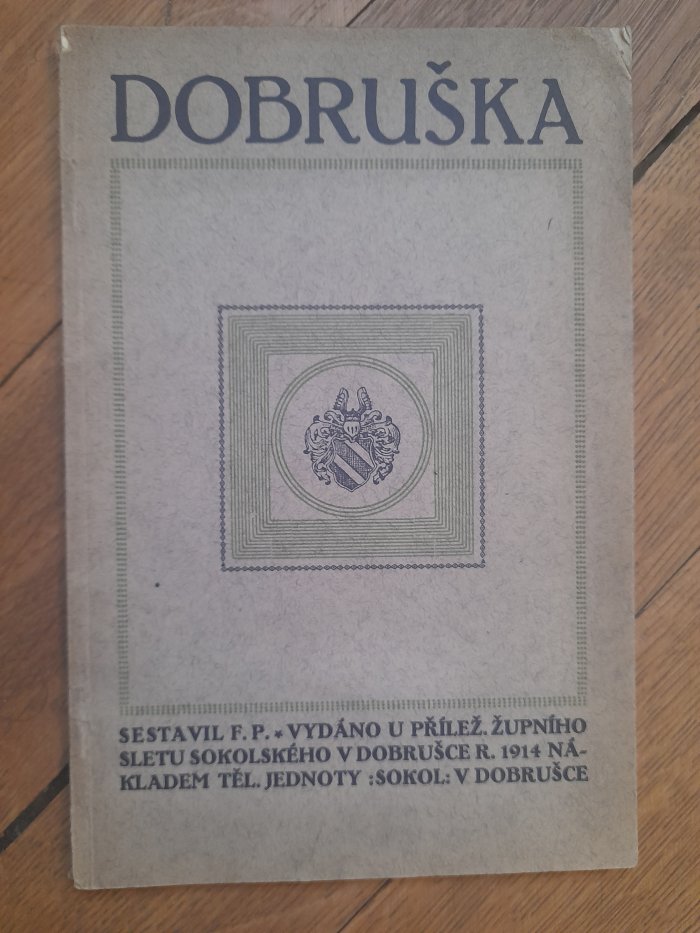 DOBRUŠKA
SESTAVIL F. P. * VYDÁNO U PŘÍLEŽ. ŽUPNÍHO
SLETU SOKOLSKÉHO V DOBRUŠCE R. 1914 NÁ-
KLADEM TĚL. JEDNOTY :SOKOL: V DOBRUŠCE